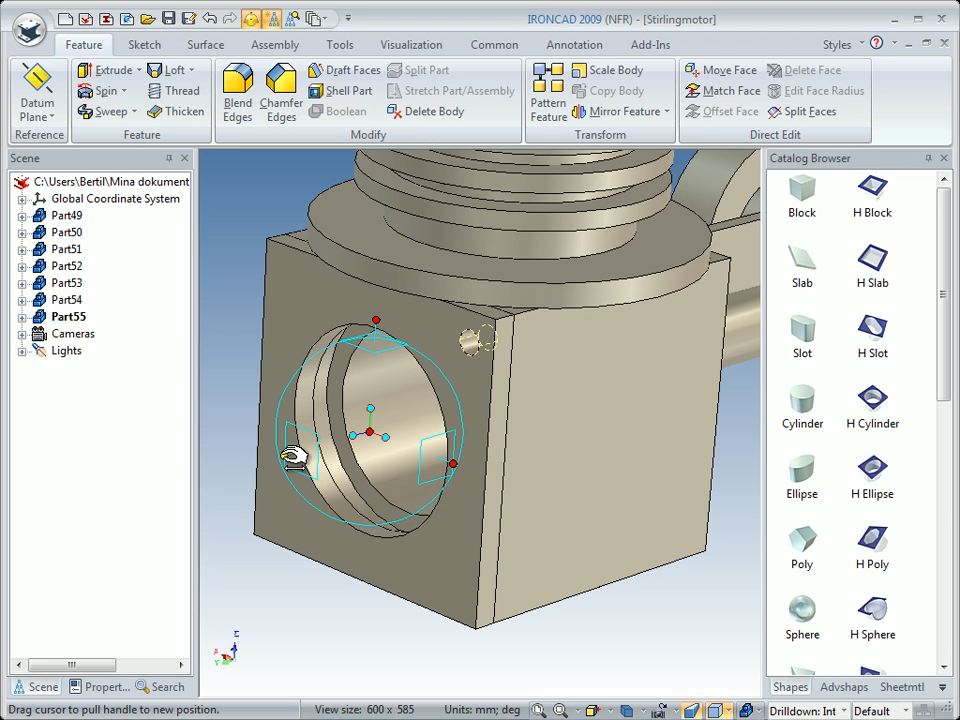 IRONCAD 2009 (NFR) - [Stirlingmotor]
Feature Sketch Surface Assembly Tools Visualization Common Annotation Add-Ins Styles
Datum Plane
Reference
Extrude Loft
Spin Thread
Sweep Thicken
Feature
Blend Edges
Chamfer Edges
Draft Faces Split Part
Shell Part Stretch Part/Assembly
Boolean Delete Body
Modify
Pattern Feature
Scale Body
Copy Body
Mirror Feature
Transform
Move Face Delete Face
Match Face Edit Face Radius
Offset Face Split Faces
Direct Edit
Scene
C:\Users\Bertil\Mina dokument
Global Coordinate System
Part49
Part50
Part51
Part52
Part53
Part54
Part55
Cameras
Lights
Scene Propert... Search
Z
X
Y
Catalog Browser
Block H Block
Slab H Slab
Slot H Slot
Cylinder H Cylinder
Ellipse H Ellipse
Poly H Poly
Sphere H Sphere
Shapes Advshaps Sheetmtl
Drag cursor to pull handle to new position. View size: 600 x 585 Units: mm; deg Drilldown: Int Default